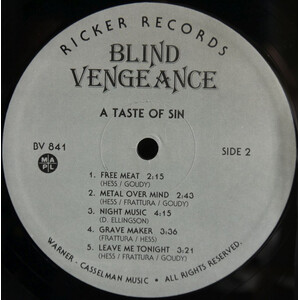 RICKER RECORDS
BLIND
VENGEANCE
A TASTE OF SIN
BV 841
SIDE 2
MAPL
1. FREE MEAT 2:15
(HESS / GOUDY)
2. METAL OVER MIND 2:43
(HESS / FRATTURA / GOUDY)
3. NIGHT MUSIC 4:15
(D. ELLINGSON)
4. GRAVE MAKER 3:36
(FRATTURA / HESS)
5. LEAVE ME TONIGHT 3:21
(HESS / FRATTURA / GOUDY)
WARNER - CASSELMAN MUSIC • ALL RIGHTS RESERVED.